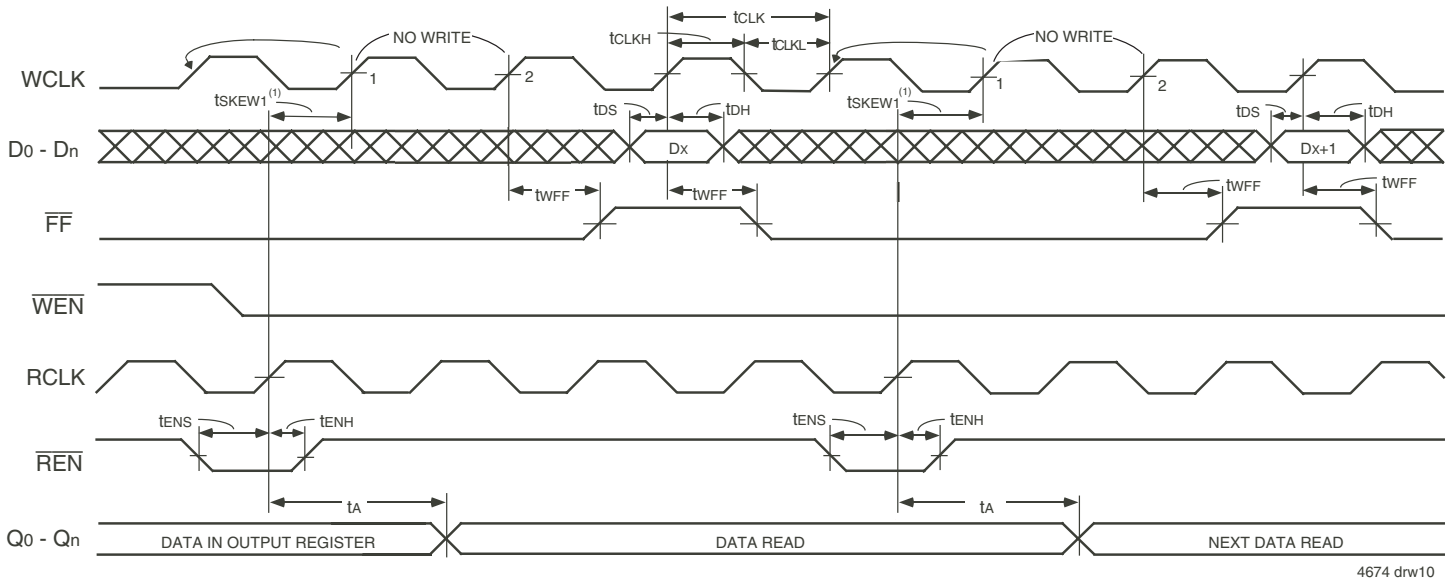 tCLK
NO WRITE
tCLKH
tCLKL
NO WRITE
WCLK
1
2
1
2
tSKEW1(1)
tDS
tDH
tSKEW1(1)
tDS
tDH
D0 - Dn
DX
DX+1
tWFF
tWFF
tWFF
tWFF
FF
WEN
RCLK
tENS
tENH
tENS
tENH
REN
tA
tA
Q0 - Qn
DATA IN OUTPUT REGISTER
DATA READ
NEXT DATA READ
4674 drw10